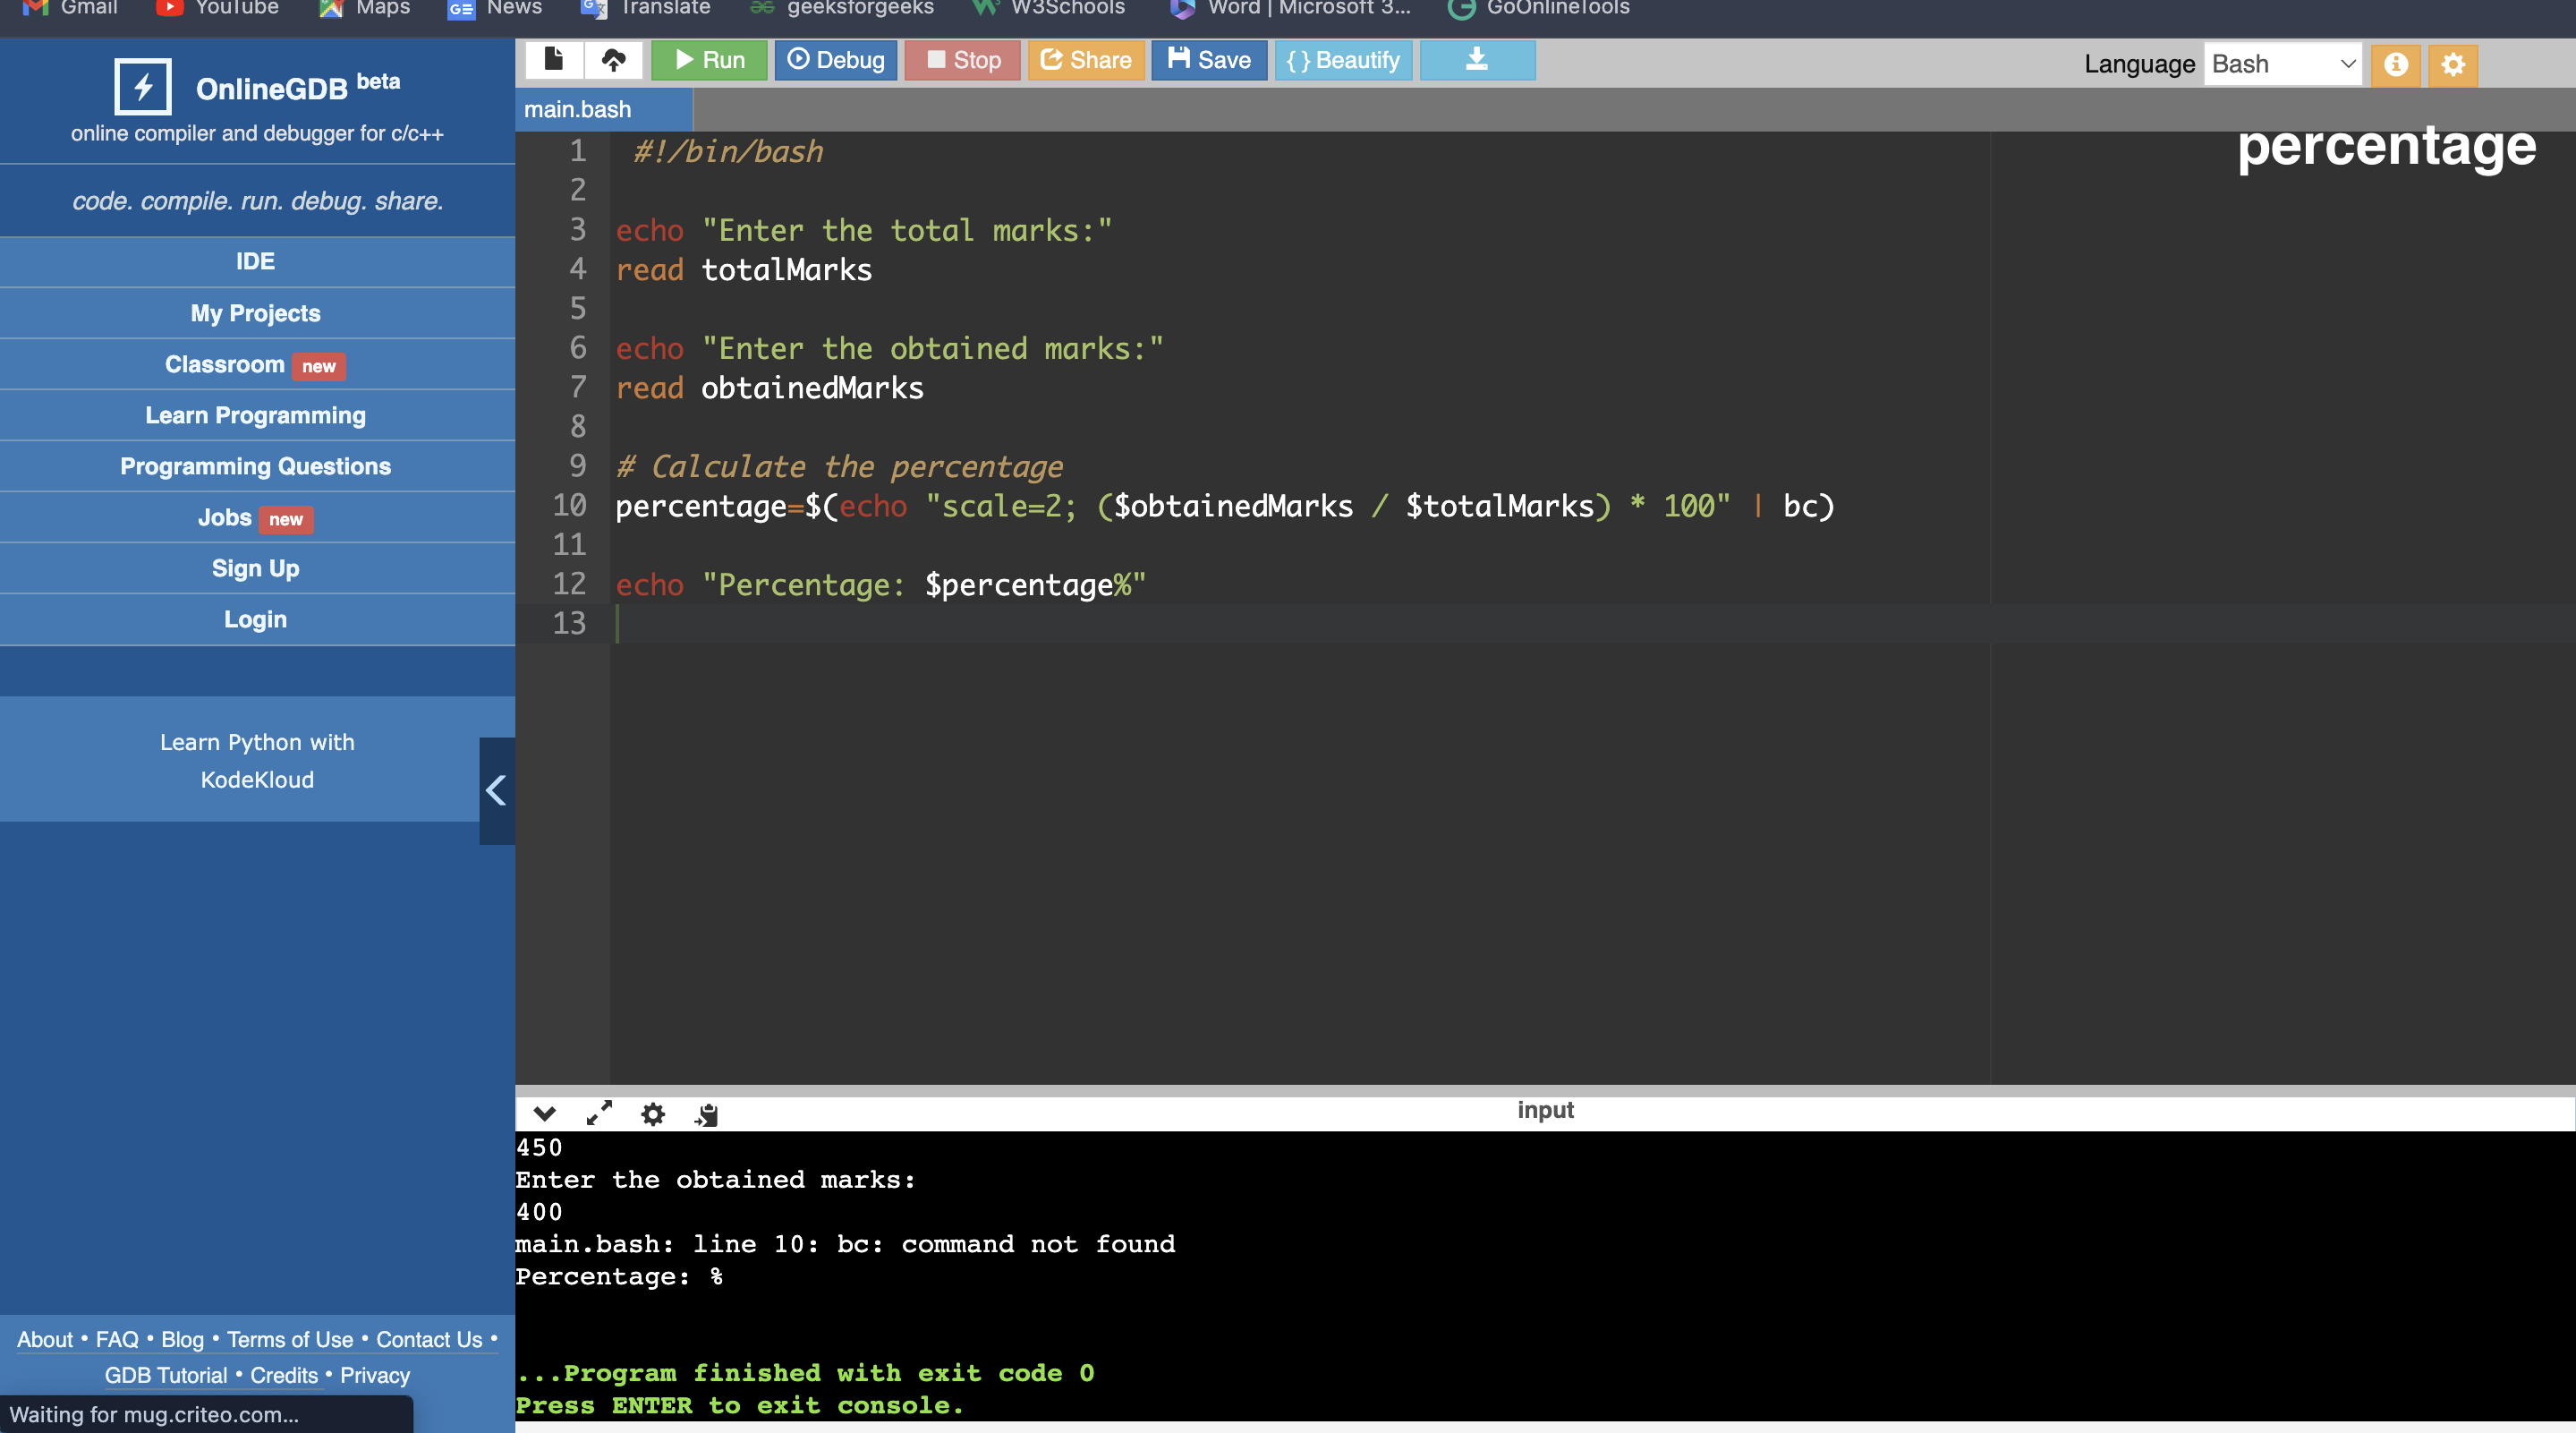 Gmail YouTube Maps News Translate geeksforgeeks W3Schools Word | Microsoft 3... GoOnlineTools
OnlineGDB beta
online compiler and debugger for c/c++
code. compile. run. debug. share.
IDE
My Projects
Classroom new
Learn Programming
Programming Questions
Jobs new
Sign Up
Login
Learn Python with
KodeKloud
About • FAQ • Blog • Terms of Use • Contact Us •
GDB Tutorial • Credits • Privacy
Waiting for mug.criteo.com...
Run Debug Stop Share Save { } Beautify Language Bash
main.bash
percentage
1 #!/bin/bash
2
3 echo "Enter the total marks:"
4 read totalMarks
5
6 echo "Enter the obtained marks:"
7 read obtainedMarks
8
9 # Calculate the percentage
10 percentage=$(echo "scale=2; ($obtainedMarks / $totalMarks) * 100" | bc)
11
12 echo "Percentage: $percentage%"
13
input
450
Enter the obtained marks:
400
main.bash: line 10: bc: command not found
Percentage: %
...Program finished with exit code 0
Press ENTER to exit console.